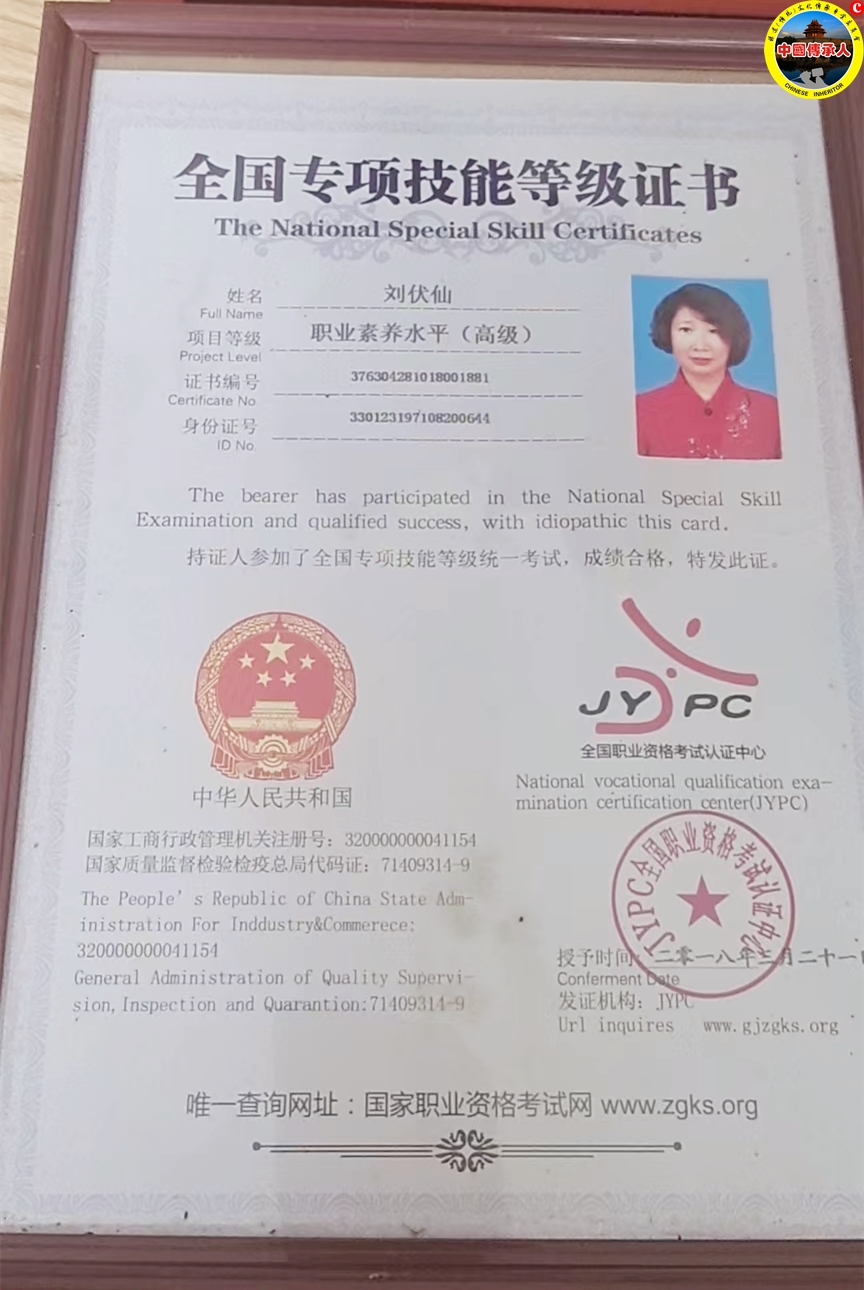 中國傳承人
CHINESE INHERITOR
全国专项技能等级证书
The National Special Skill Certificates
姓名 刘伏仙
Full Name
项目等级 职业素养水平（高级）
Project Level
证书编号 376304281018001881
Certificate No.
身份证号 330123197108200644
ID No.
The bearer has participated in the National Special Skill
Examination and qualified success, with idiopathic this card.
持证人参加了全国专项技能等级统一考试，成绩合格，特发此证。
JYPC
全国职业资格考试认证中心
中华人民共和国
National vocational qualification exa-
mination certification center(JYPC)
国家工商行政管理机关注册号：320000000041154
国家质量监督检验检疫总局代码证：71409314-9
The People's Republic of China State Adm-
inistration For Inddustry&Commerece:
320000000041154
General Administration of Quality Supervi-
sion,Inspection and Quarantion:71409314-9
JYPC全国职业资格考试认证中心
授予时间：二零一八年三月二十一日
Conferment Date
发证机构：JYPC
Url inquires www.gjzgks.org
唯一查询网址：国家职业资格考试网 www.zgks.org